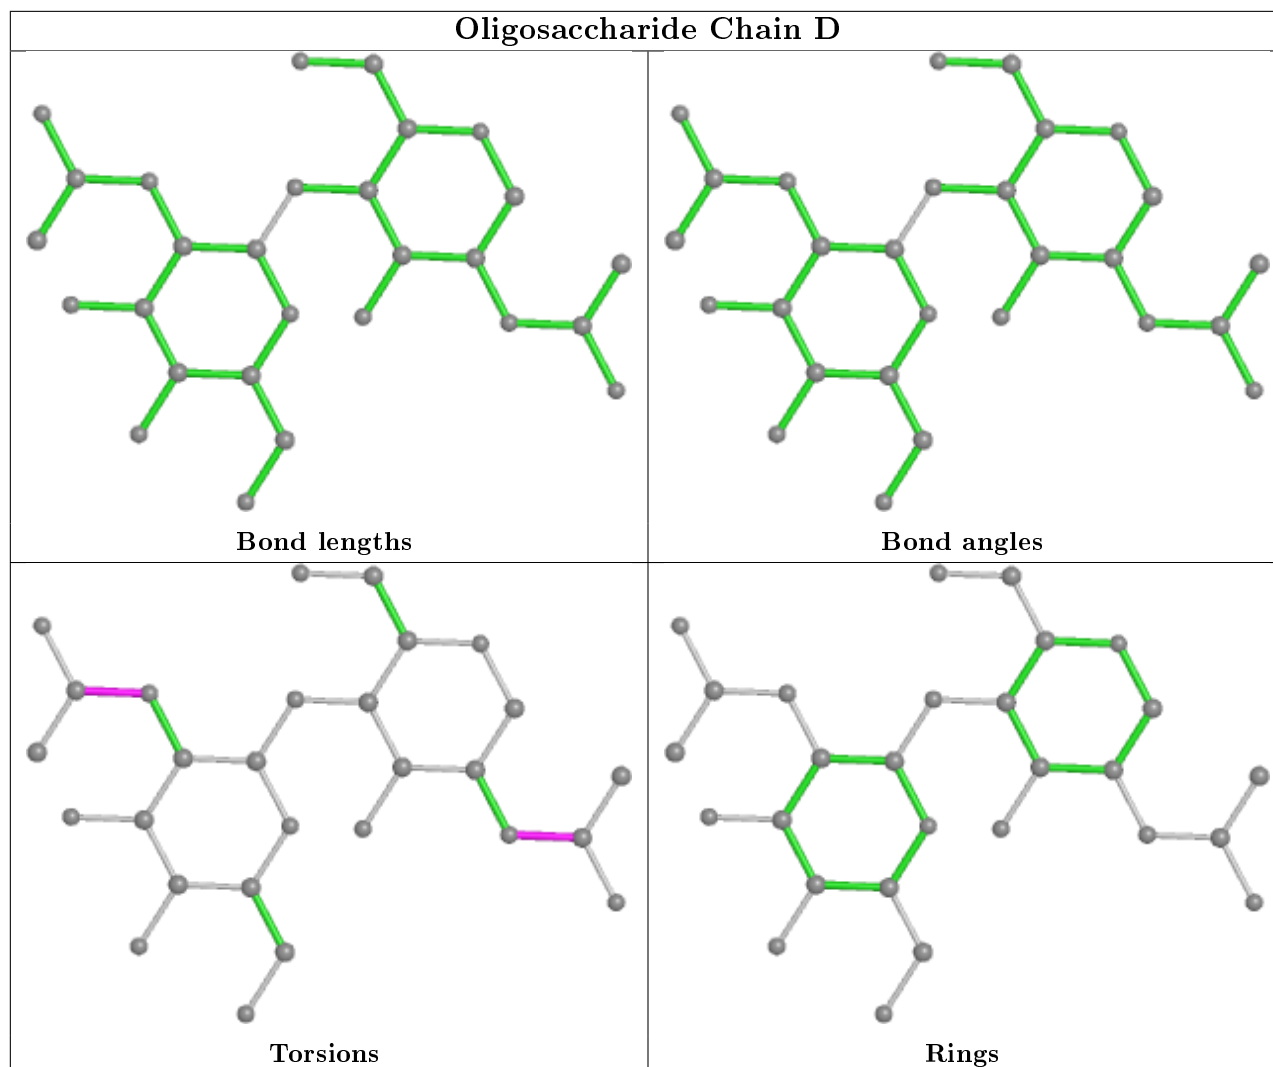 Oligosaccharide Chain D
Bond lengths
Bond angles
Torsions
Rings